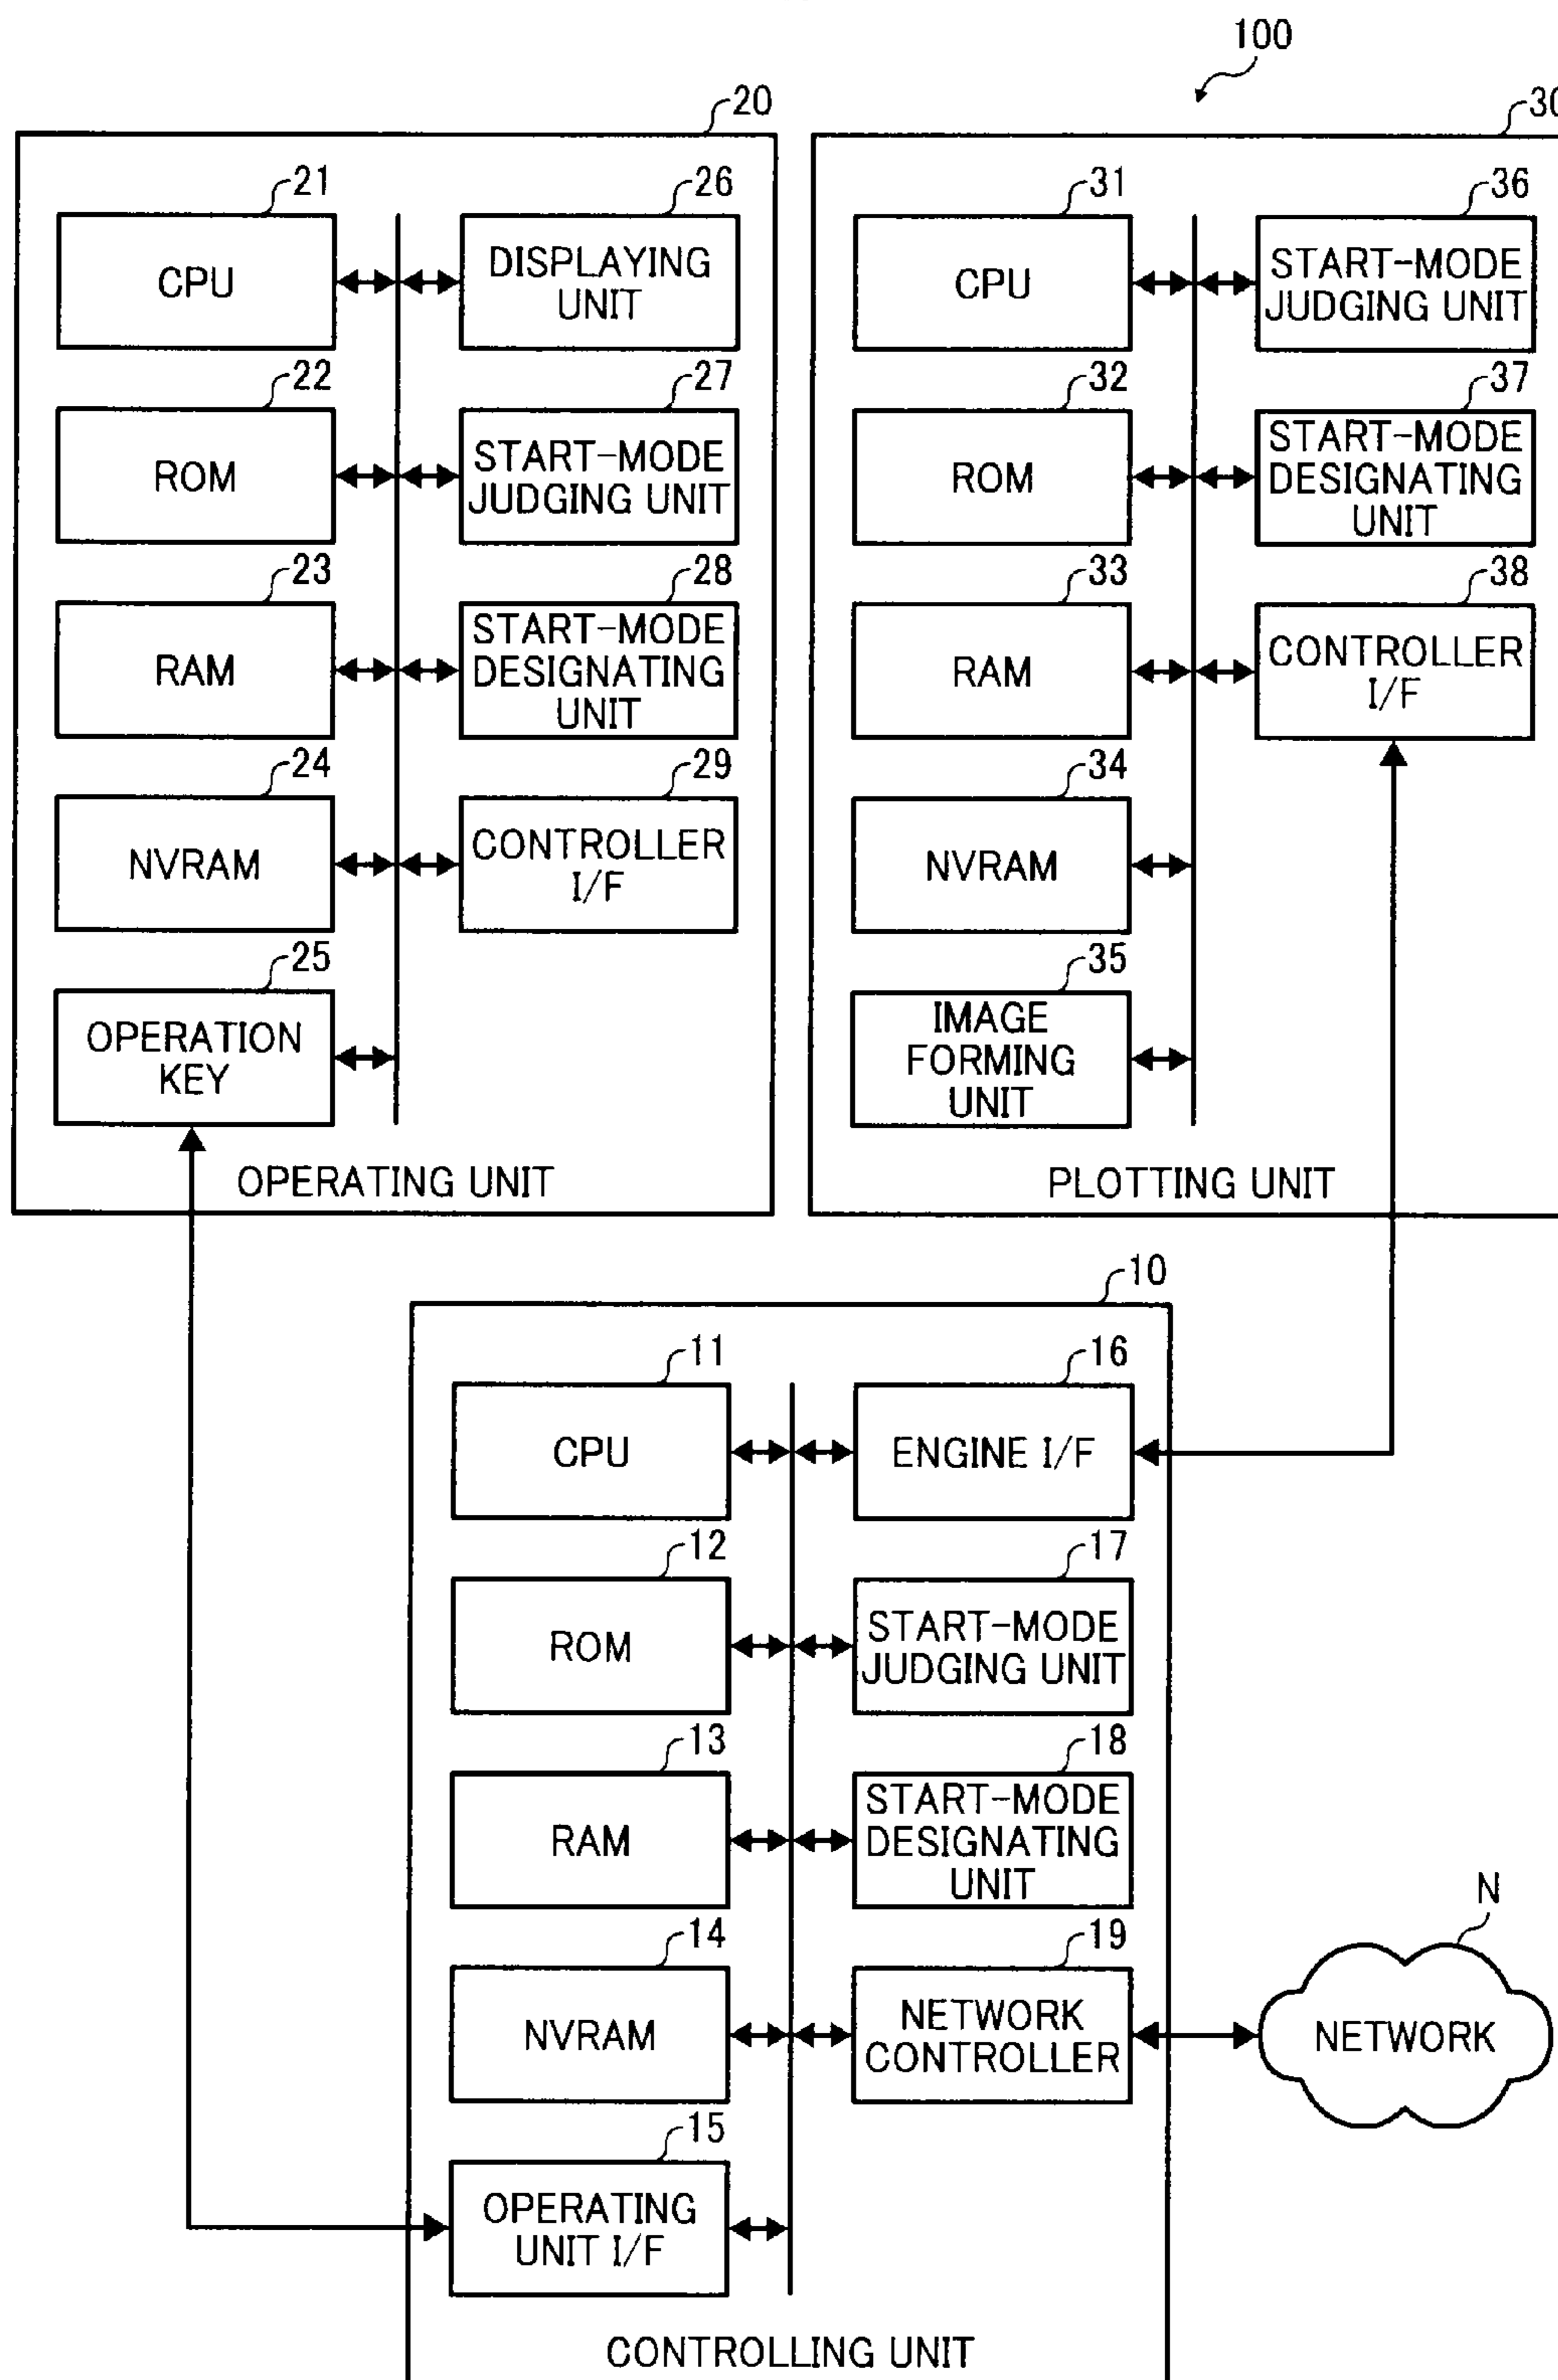 100
20
21
CPU
22
ROM
23
RAM
24
NVRAM
25
OPERATION
KEY
26
DISPLAYING
UNIT
27
START-MODE
JUDGING UNIT
28
START-MODE
DESIGNATING
UNIT
29
CONTROLLER
I/F
OPERATING UNIT
30
31
CPU
32
ROM
33
RAM
34
NVRAM
35
IMAGE
FORMING
UNIT
36
START-MODE
JUDGING UNIT
37
START-MODE
DESIGNATING
UNIT
38
CONTROLLER
I/F
PLOTTING UNIT
10
11
CPU
12
ROM
13
RAM
14
NVRAM
15
OPERATING
UNIT I/F
16
ENGINE I/F
17
START-MODE
JUDGING UNIT
18
START-MODE
DESIGNATING
UNIT
19
NETWORK
CONTROLLER
CONTROLLING UNIT
N
NETWORK